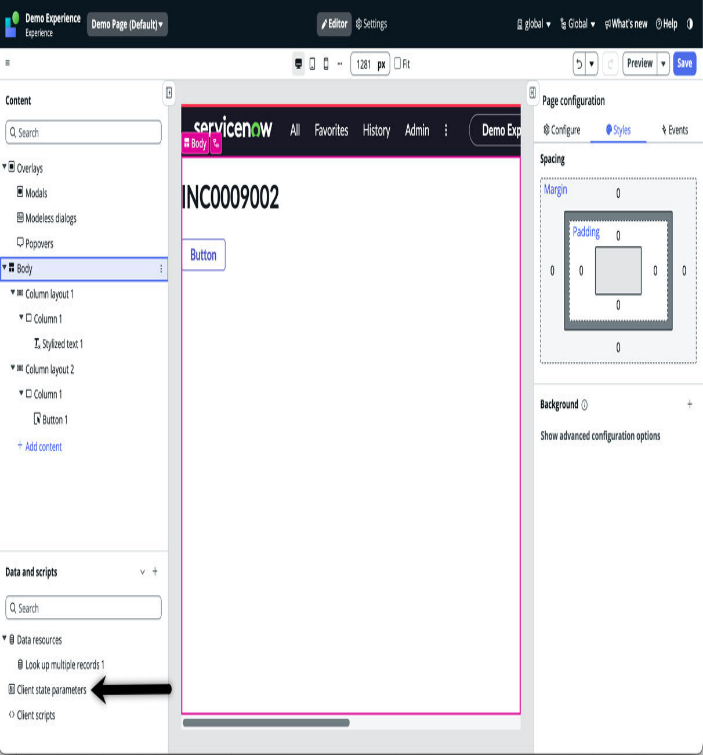 Demo Experience
Experience
Demo Page (Default)
Editor
Settings
global
Global
What's new
Help
1281 px
Fit
Preview
Save
Content
Search
Overlays
Modals
Modeless dialogs
Popovers
Body
Column layout 1
Column 1
Stylized text 1
Column layout 2
Column 1
Button 1
+ Add content
Data and scripts
Search
Data resources
Look up multiple records 1
Client state parameters
Client scripts
servicenow All Favorites History Admin Demo Exp
Body
INC0009002
Button
Page configuration
Configure Styles Events
Spacing
Margin
0
Padding
0
0 0 0 0
0
0
Background
Show advanced configuration options